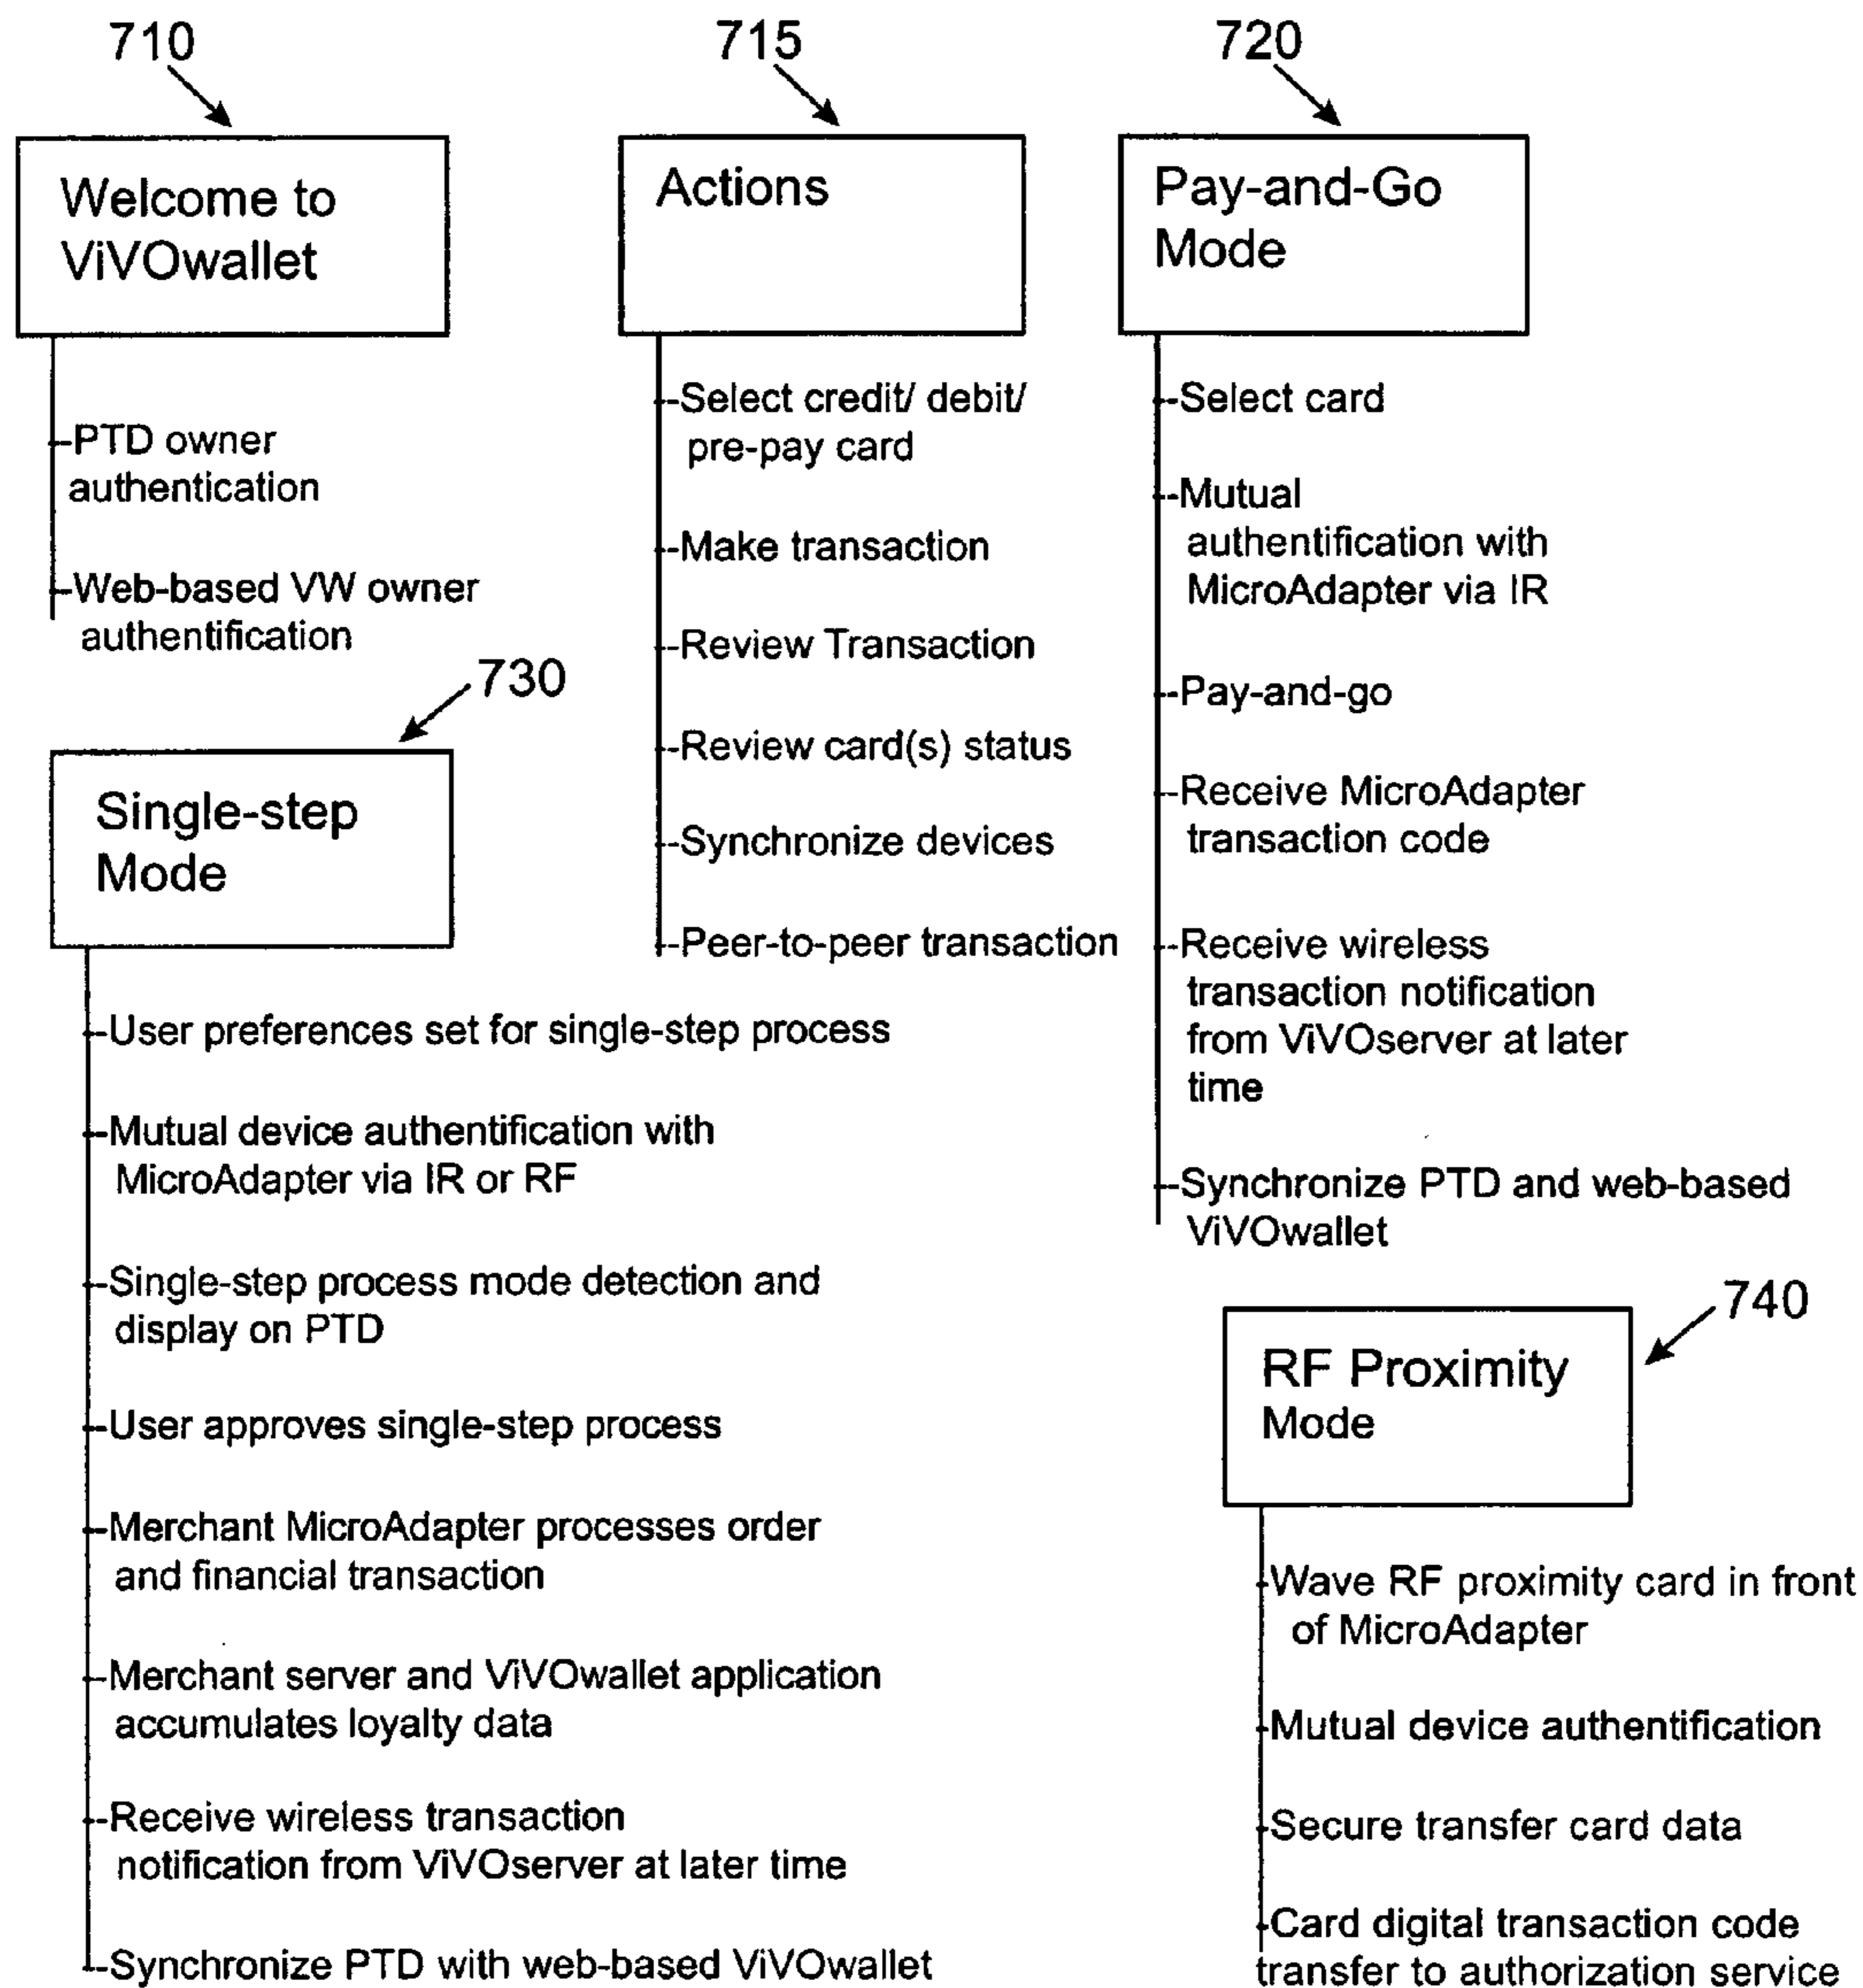 710
Welcome to
ViVOwallet
-PTD owner
authentication
-Web-based VW owner
authentification
715
Actions
-Select credit/ debit/
pre-pay card
-Make transaction
-Review Transaction
-Review card(s) status
-Synchronize devices
-Peer-to-peer transaction
720
Pay-and-Go
Mode
-Select card
-Mutual
authentification with
MicroAdapter via IR
-Pay-and-go
-Receive MicroAdapter
transaction code
-Receive wireless
transaction notification
from ViVOserver at later
time
-Synchronize PTD and web-based
ViVOwallet
730
Single-step
Mode
-User preferences set for single-step process
-Mutual device authentification with
MicroAdapter via IR or RF
-Single-step process mode detection and
display on PTD
-User approves single-step process
-Merchant MicroAdapter processes order
and financial transaction
-Merchant server and ViVOwallet application
accumulates loyalty data
-Receive wireless transaction
notification from ViVOserver at later time
-Synchronize PTD with web-based ViVOwallet
740
RF Proximity
Mode
-Wave RF proximity card in front
of MicroAdapter
-Mutual device authentification
-Secure transfer card data
-Card digital transaction code
transfer to authorization service